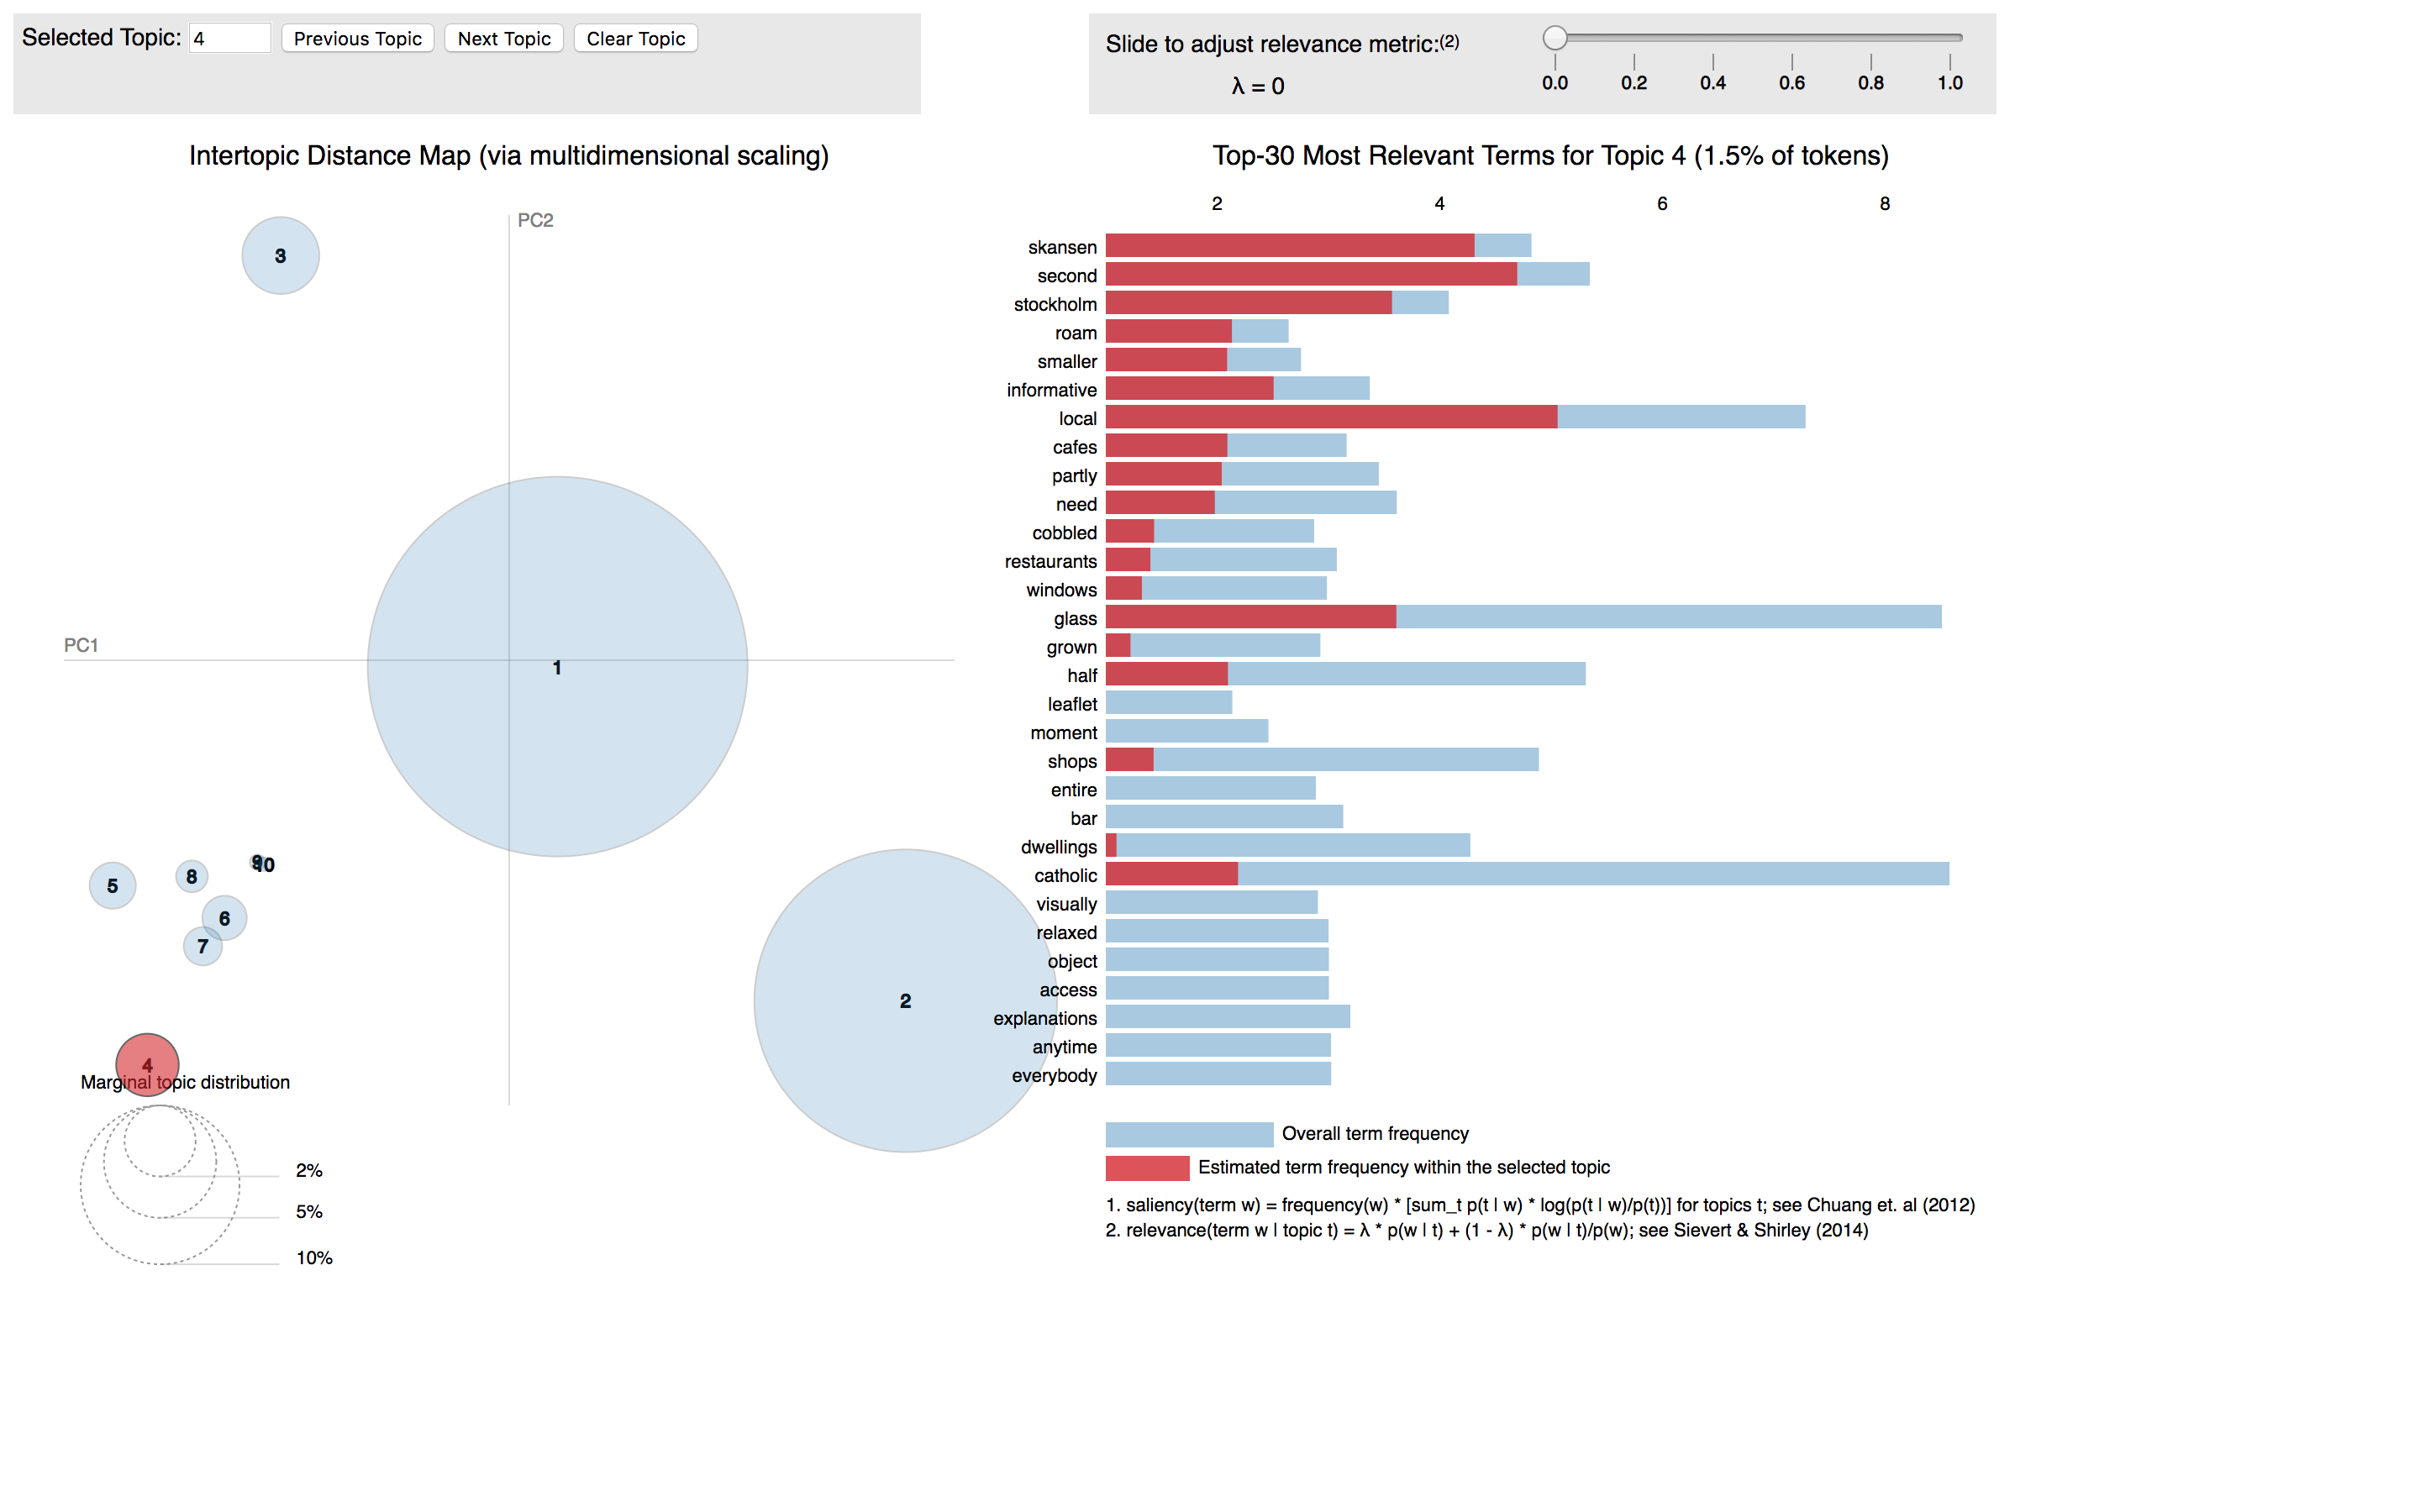 Selected Topic: 4 Previous Topic Next Topic Clear Topic
Slide to adjust relevance metric:(2)
λ = 0
0.0 0.2 0.4 0.6 0.8 1.0
Intertopic Distance Map (via multidimensional scaling)
PC2
PC1
3
1
2
5
8
9
10
6
7
4
Marginal topic distribution
2%
5%
10%
Top-30 Most Relevant Terms for Topic 4 (1.5% of tokens)
2 4 6 8
skansen
second
stockholm
roam
smaller
informative
local
cafes
partly
need
cobbled
restaurants
windows
glass
grown
half
leaflet
moment
shops
entire
bar
dwellings
catholic
visually
relaxed
object
access
explanations
anytime
everybody
Overall term frequency
Estimated term frequency within the selected topic
1. saliency(term w) = frequency(w) * [sum_t p(t | w) * log(p(t | w)/p(t))] for topics t; see Chuang et. al (2012)
2. relevance(term w | topic t) = λ * p(w | t) + (1 - λ) * p(w | t)/p(w); see Sievert & Shirley (2014)